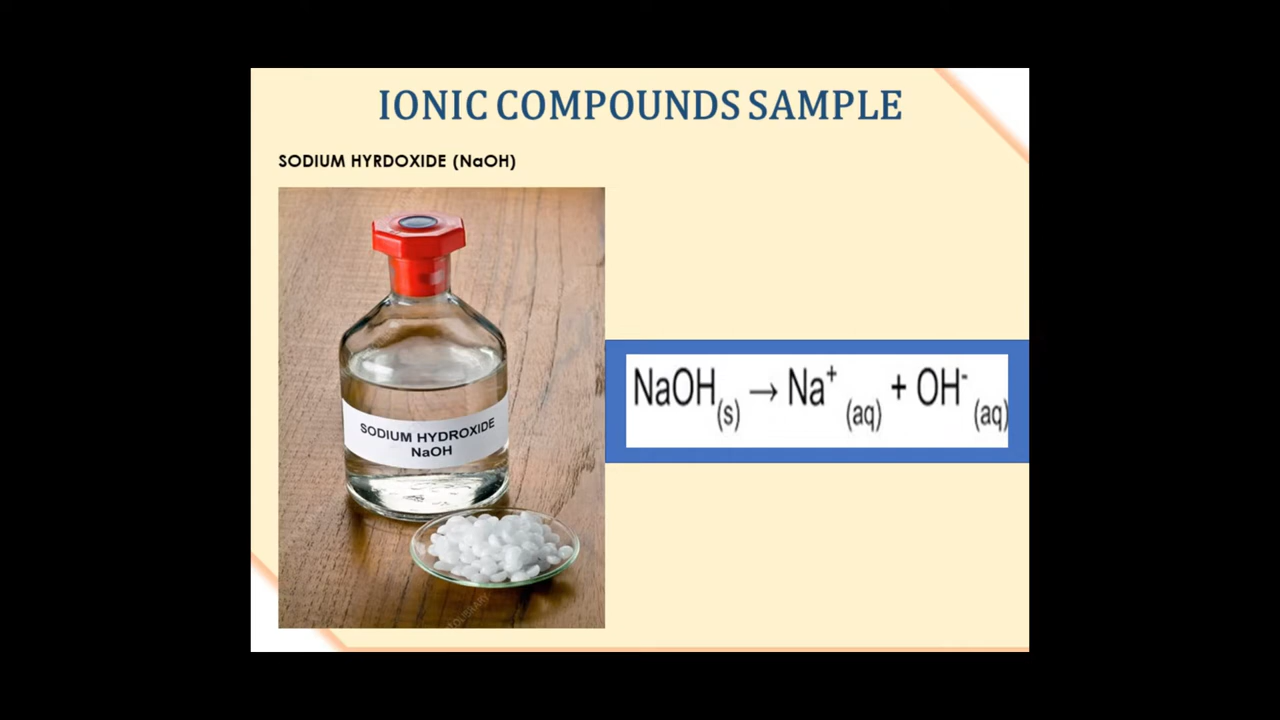 IONIC COMPOUNDS SAMPLE
SODIUM HYRDOXIDE (NaOH)
SODIUM HYDROXIDE
NaOH
NaOH(s) → Na⁺ (aq) + OH⁻ (aq)